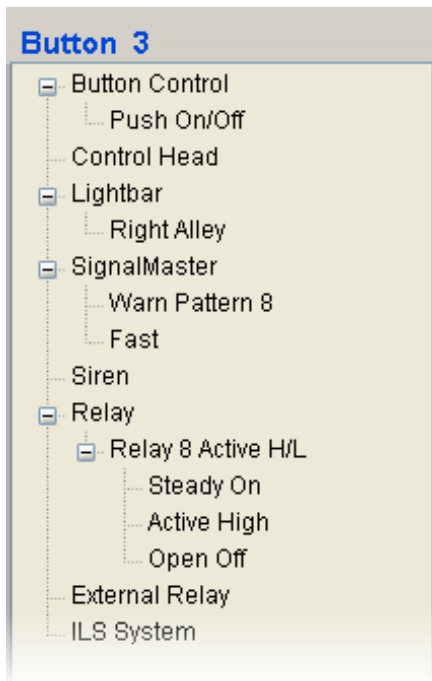 Button 3
Button Control
Push On/Off
Control Head
Lightbar
Right Alley
SignalMaster
Warn Pattern 8
Fast
Siren
Relay
Relay 8 Active H/L
Steady On
Active High
Open Off
External Relay
ILS System